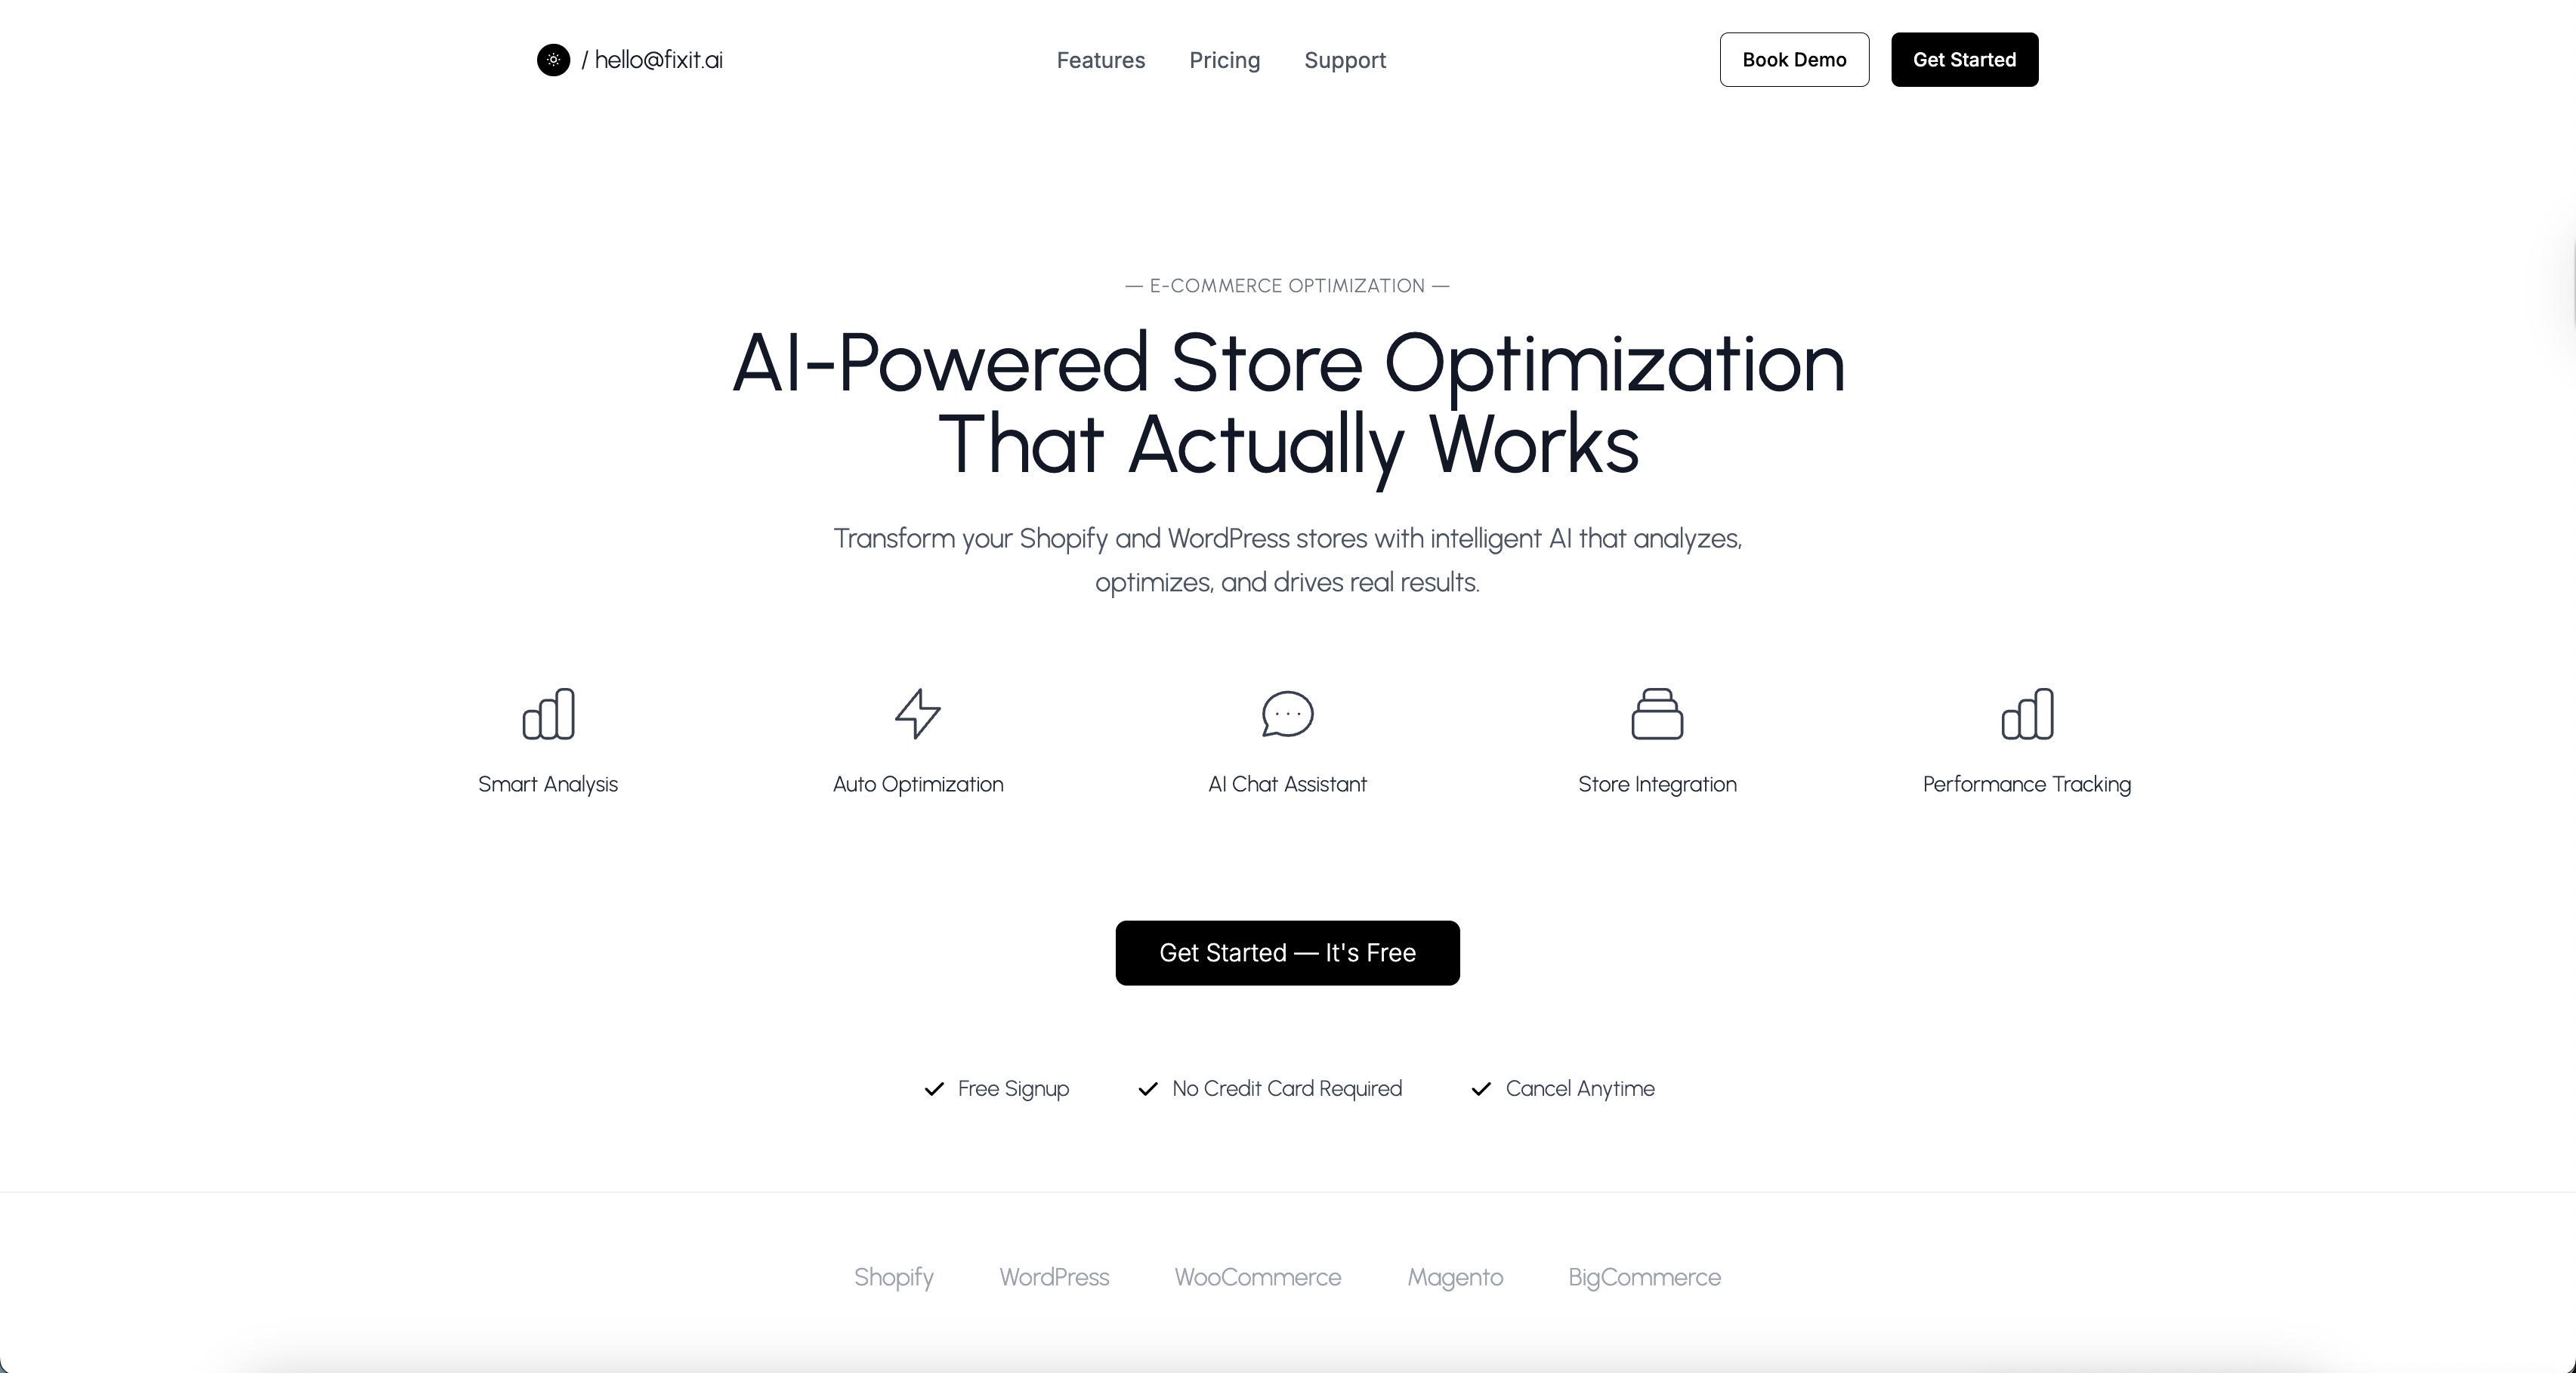 / hello@fixit.ai
Features
Pricing
Support
Book Demo
Get Started
— E-COMMERCE OPTIMIZATION —
AI-Powered Store Optimization
That Actually Works
Transform your Shopify and WordPress stores with intelligent AI that analyzes,
optimizes, and drives real results.
Smart Analysis
Auto Optimization
AI Chat Assistant
Store Integration
Performance Tracking
Get Started — It's Free
Free Signup
No Credit Card Required
Cancel Anytime
Shopify
WordPress
WooCommerce
Magento
BigCommerce